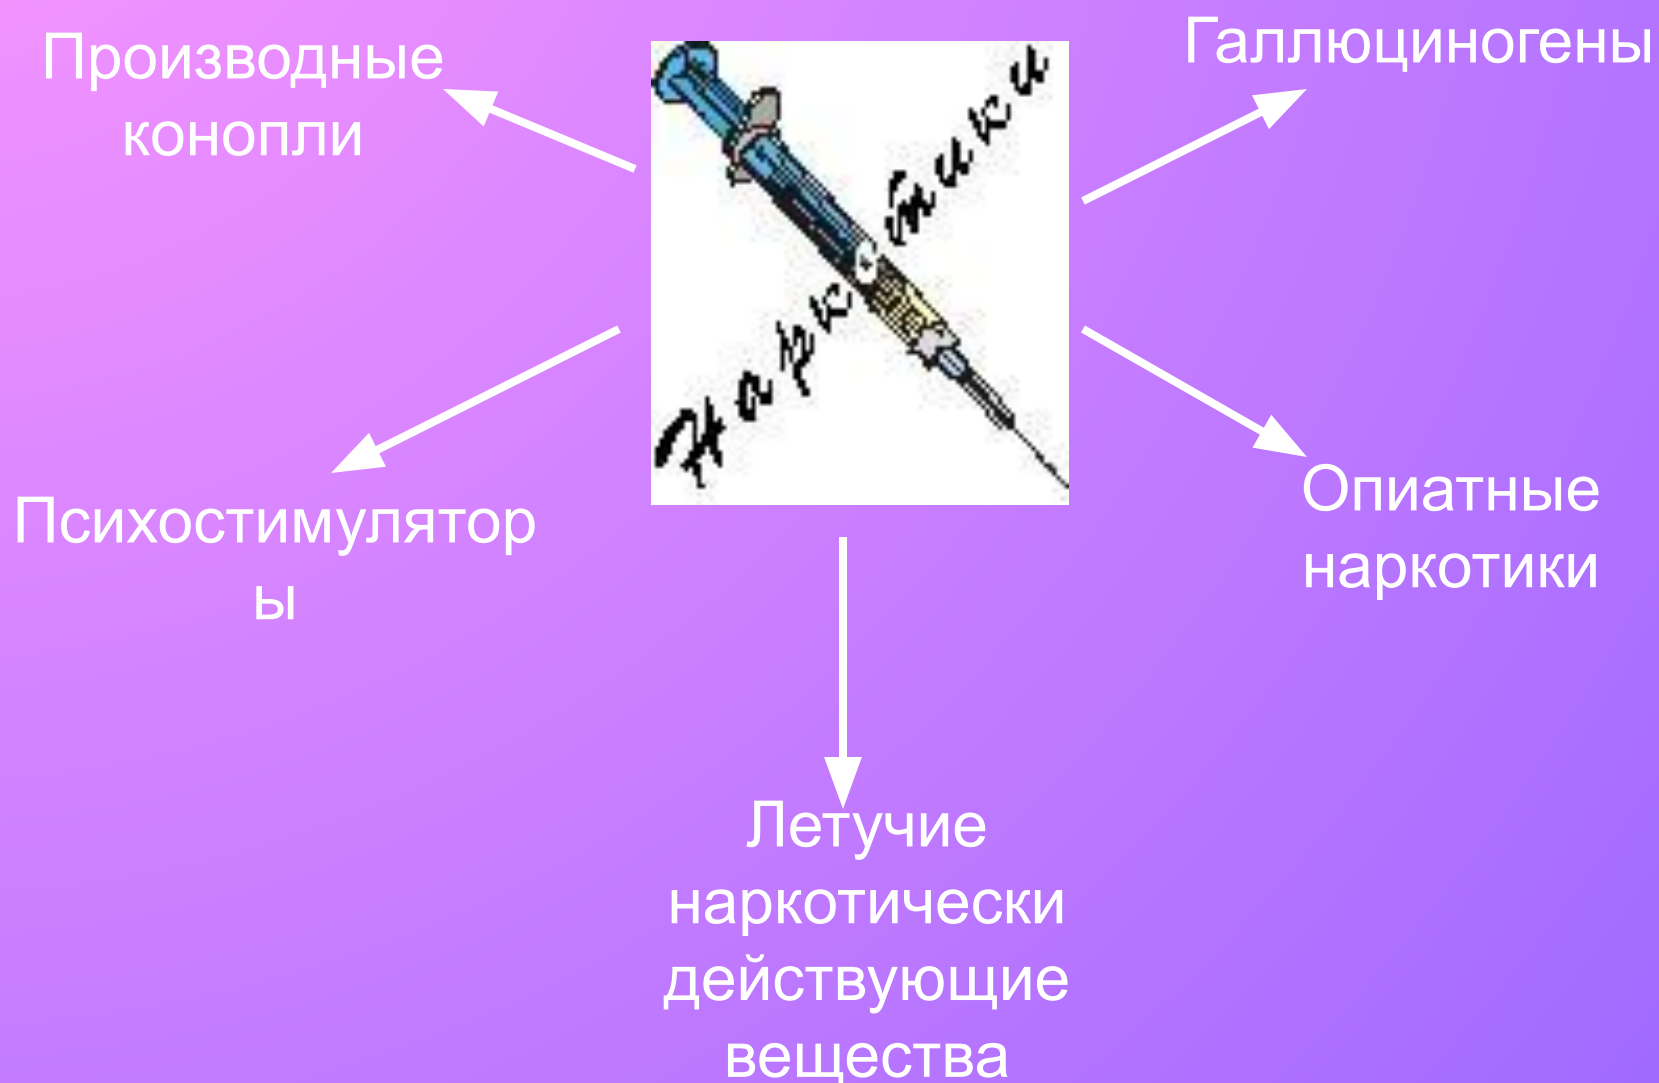 Производные
конопли
Галлюциногены
Наркотики
Психостимулятор
ы
Опиатные
наркотики
Летучие
наркотически
действующие
вещества